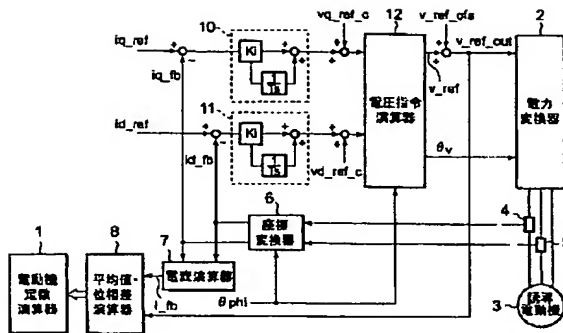 10
vq_ref_c
12
v_ref_ofs
2
iq_ref
Ki
v_ref_out
iq_fb
1
Ts
v_ref
電圧指令
演算器
電力
変換器
11
id_ref
Ki
id_fb
1
Ts
vd_ref_c
θv
6
4
座標
変換器
5
1
8
7
電動機
定数
演算器
平均値・
位相差
演算器
電流演算器
i_fb
θphi
3
誘導
電動機